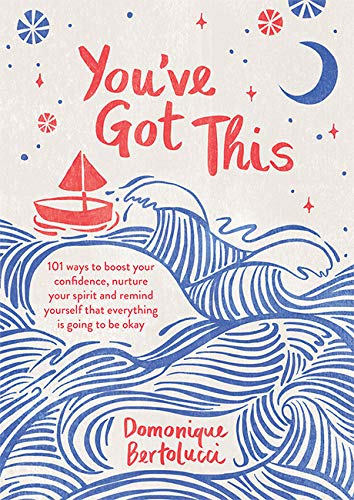 You've
Got This
101 ways to boost your
confidence, nurture
your spirit and remind
yourself that everything
is going to be okay
Domonique
Bertolucci